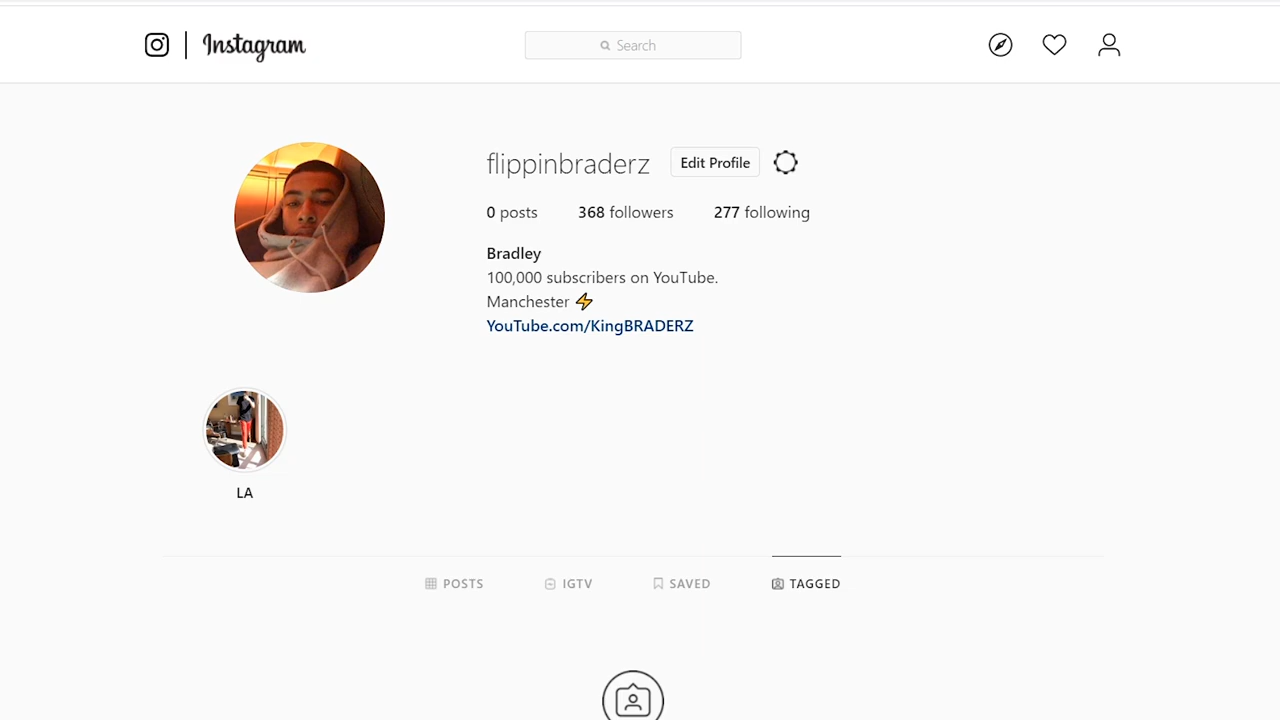 Instagram
Search
flippinbraderz Edit Profile
0 posts 368 followers 277 following
Bradley
100,000 subscribers on YouTube.
Manchester ⚡
YouTube.com/KingBRADERZ
LA
POSTS IGTV SAVED TAGGED